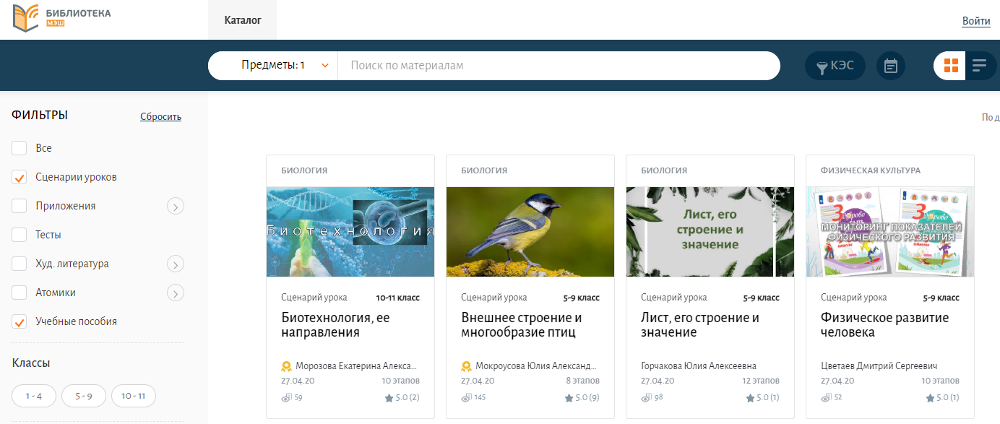 БИБЛИОТЕКА
МЭШ
Каталог
Войти
Предметы: 1
Поиск по материалам
КЭС
ФИЛЬТРЫ
Сбросить
По д
Все
Сценарии уроков
Приложения
Тесты
Худ. литература
Атомики
Учебные пособия
Классы
1 - 4
5 - 9
10 - 11
БИОЛОГИЯ
Биотехнология
Сценарий урока
10-11 класс
Биотехнология, ее
направления
Морозова Екатерина Алекса...
27.04.20
10 этапов
59
5.0 (2)
БИОЛОГИЯ
Сценарий урока
5-9 класс
Внешнее строение и
многообразие птиц
Мокроусова Юлия Александ...
27.04.20
8 этапов
145
5.0 (9)
БИОЛОГИЯ
Лист, его
строение и
значение
Сценарий урока
5-9 класс
Лист, его строение и
значение
Горчакова Юлия Алексеевна
27.04.20
12 этапов
98
5.0 (1)
ФИЗИЧЕСКАЯ КУЛЬТУРА
МОНИТОРИНГ ПОКАЗАТЕЛЕЙ
ФИЗИЧЕСКОГО РАЗВИТИЯ
Сценарий урока
5-9 класс
Физическое развитие
человека
Цветаев Дмитрий Сергеевич
27.04.20
10 этапов
52
5.0 (1)